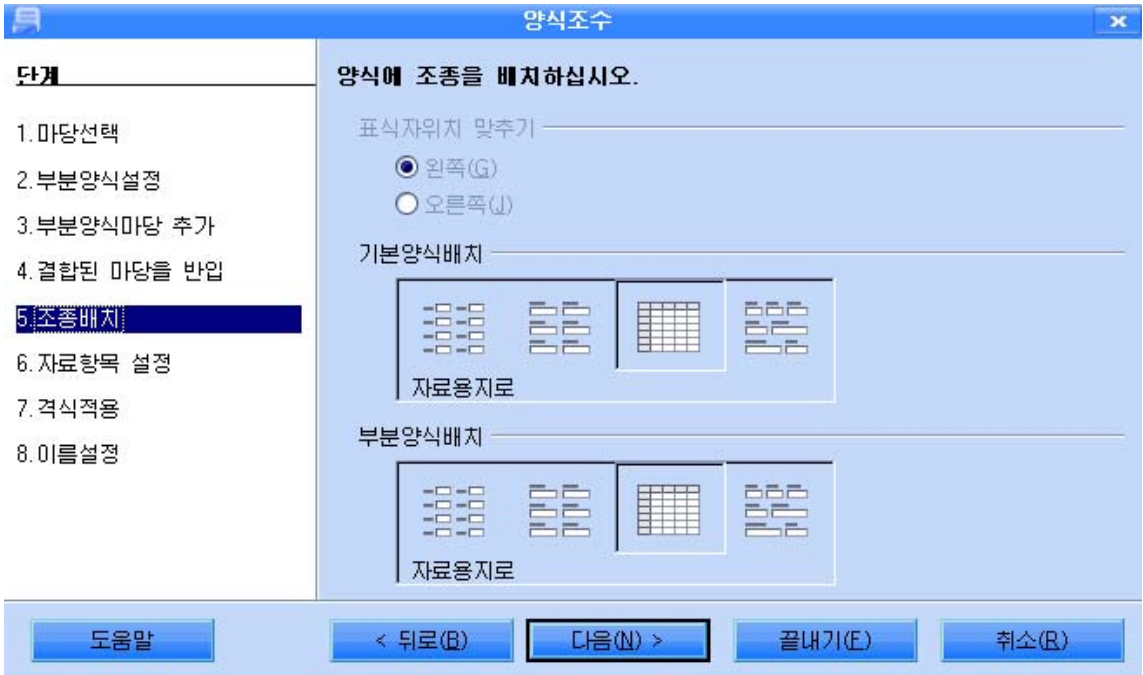 양식조수
단계
1.마당선택
2.부분양식설정
3.부분양식마당 추가
4.결합된 마당을 반입
5.조종배치
6.자료항목 설정
7.격식적용
8.이름설정
양식에 조종을 배치하십시오.
표식자위치 맞추기
왼쪽(G)
오른쪽(J)
기본양식배치
자료용지로
부분양식배치
자료용지로
도움말
< 뒤로(B)
다음(N) >
끝내기(F)
취소(R)